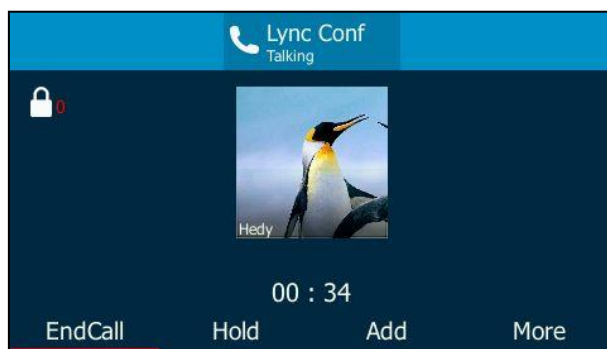 Lync Conf
Talking
0
Hedy
00 : 34
EndCall Hold Add More